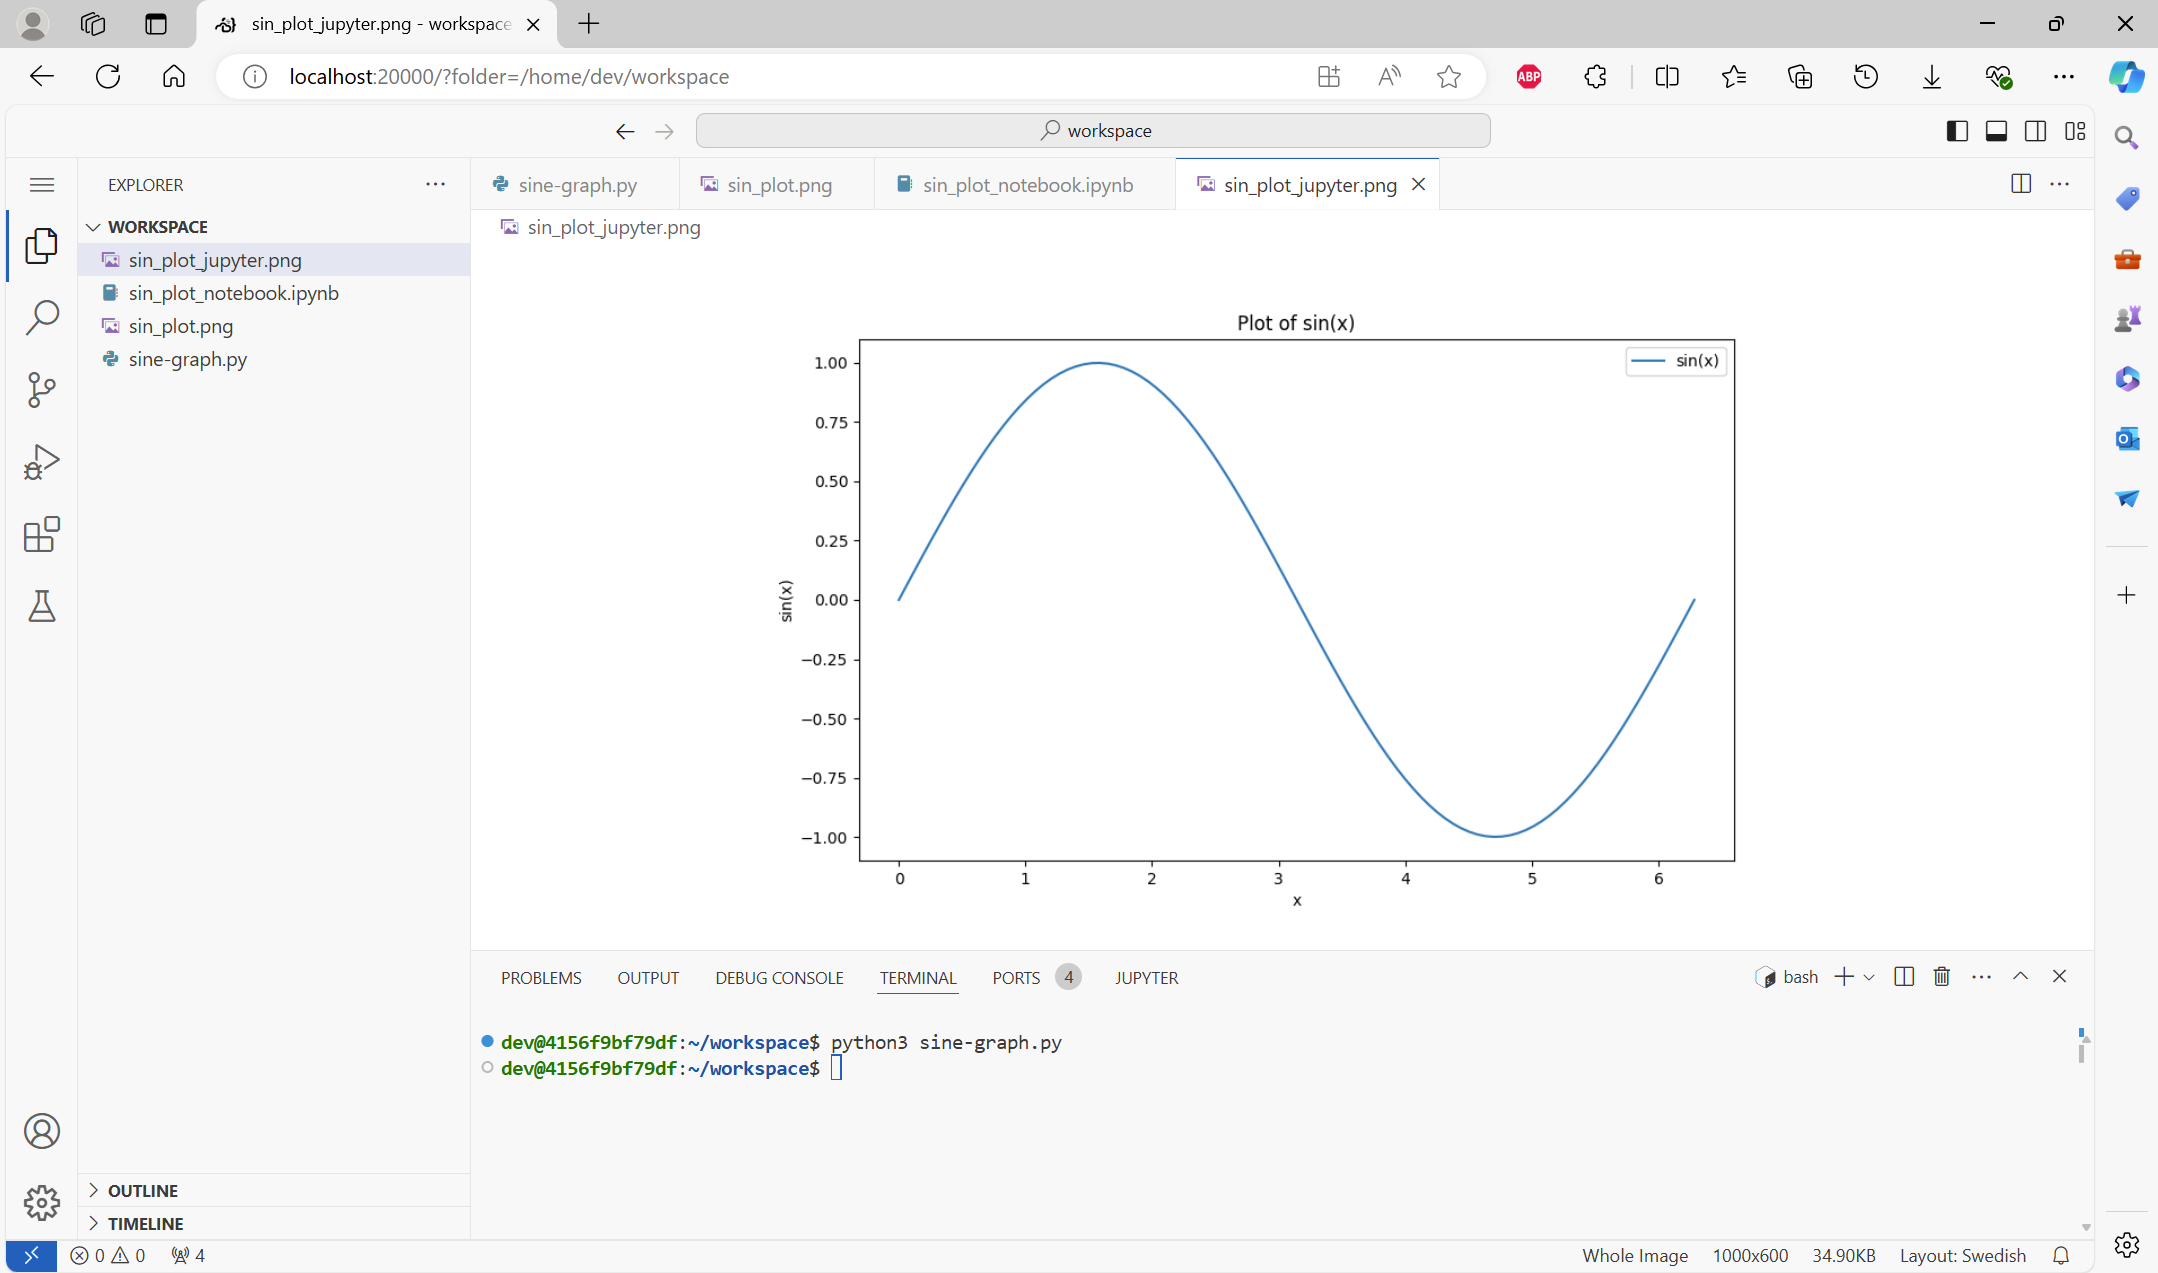 sin_plot_jupyter.png - workspace
localhost:20000/?folder=/home/dev/workspace
ABP
workspace
EXPLORER
WORKSPACE
sin_plot_jupyter.png
sin_plot_notebook.ipynb
sin_plot.png
sine-graph.py
OUTLINE
TIMELINE
sine-graph.py
sin_plot.png
sin_plot_notebook.ipynb
sin_plot_jupyter.png
sin_plot_jupyter.png
Plot of sin(x)
sin(x)
1.00
0.75
0.50
0.25
0.00
−0.25
−0.50
−0.75
−1.00
sin(x)
0 1 2 3 4 5 6
x
PROBLEMS OUTPUT DEBUG CONSOLE TERMINAL PORTS 4 JUPYTER
bash
dev@4156f9bf79df:~/workspace$ python3 sine-graph.py
dev@4156f9bf79df:~/workspace$
0 0 4
Whole Image 1000x600 34.90KB Layout: Swedish